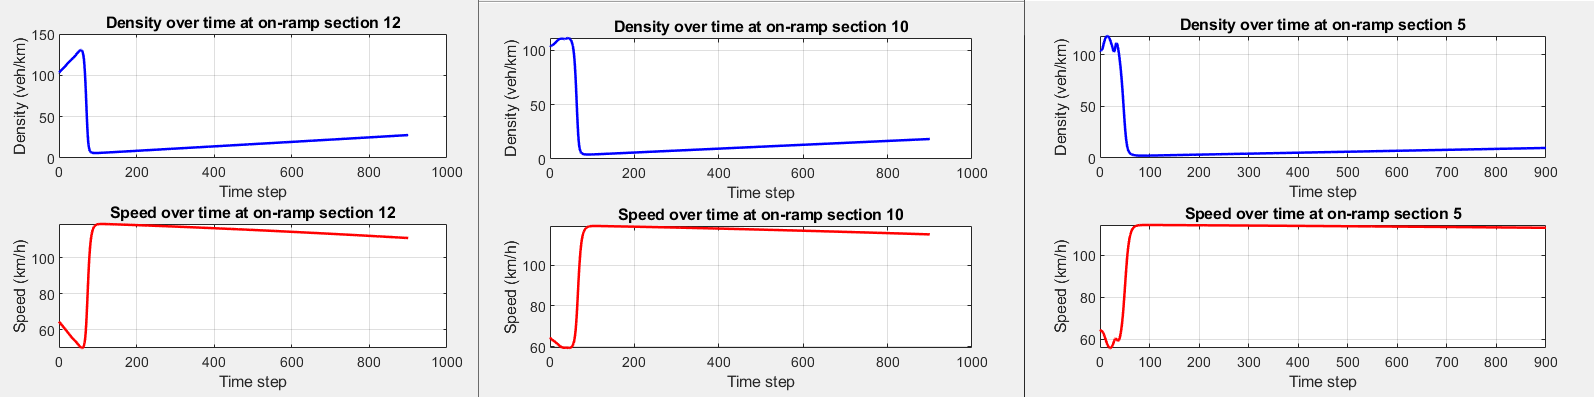 Density over time at on-ramp section 12
Density (veh/km)
150
100
50
0
0 200 400 600 800 1000
Time step
Speed over time at on-ramp section 12
Speed (km/h)
100
80
60
0 200 400 600 800 1000
Time step
Density over time at on-ramp section 10
Density (veh/km)
100
50
0
0 200 400 600 800 1000
Time step
Speed over time at on-ramp section 10
Speed (km/h)
100
80
60
0 200 400 600 800 1000
Time step
Density over time at on-ramp section 5
Density (veh/km)
100
50
0
0 100 200 300 400 500 600 700 800 900
Time step
Speed over time at on-ramp section 5
Speed (km/h)
100
80
60
0 100 200 300 400 500 600 700 800 900
Time step